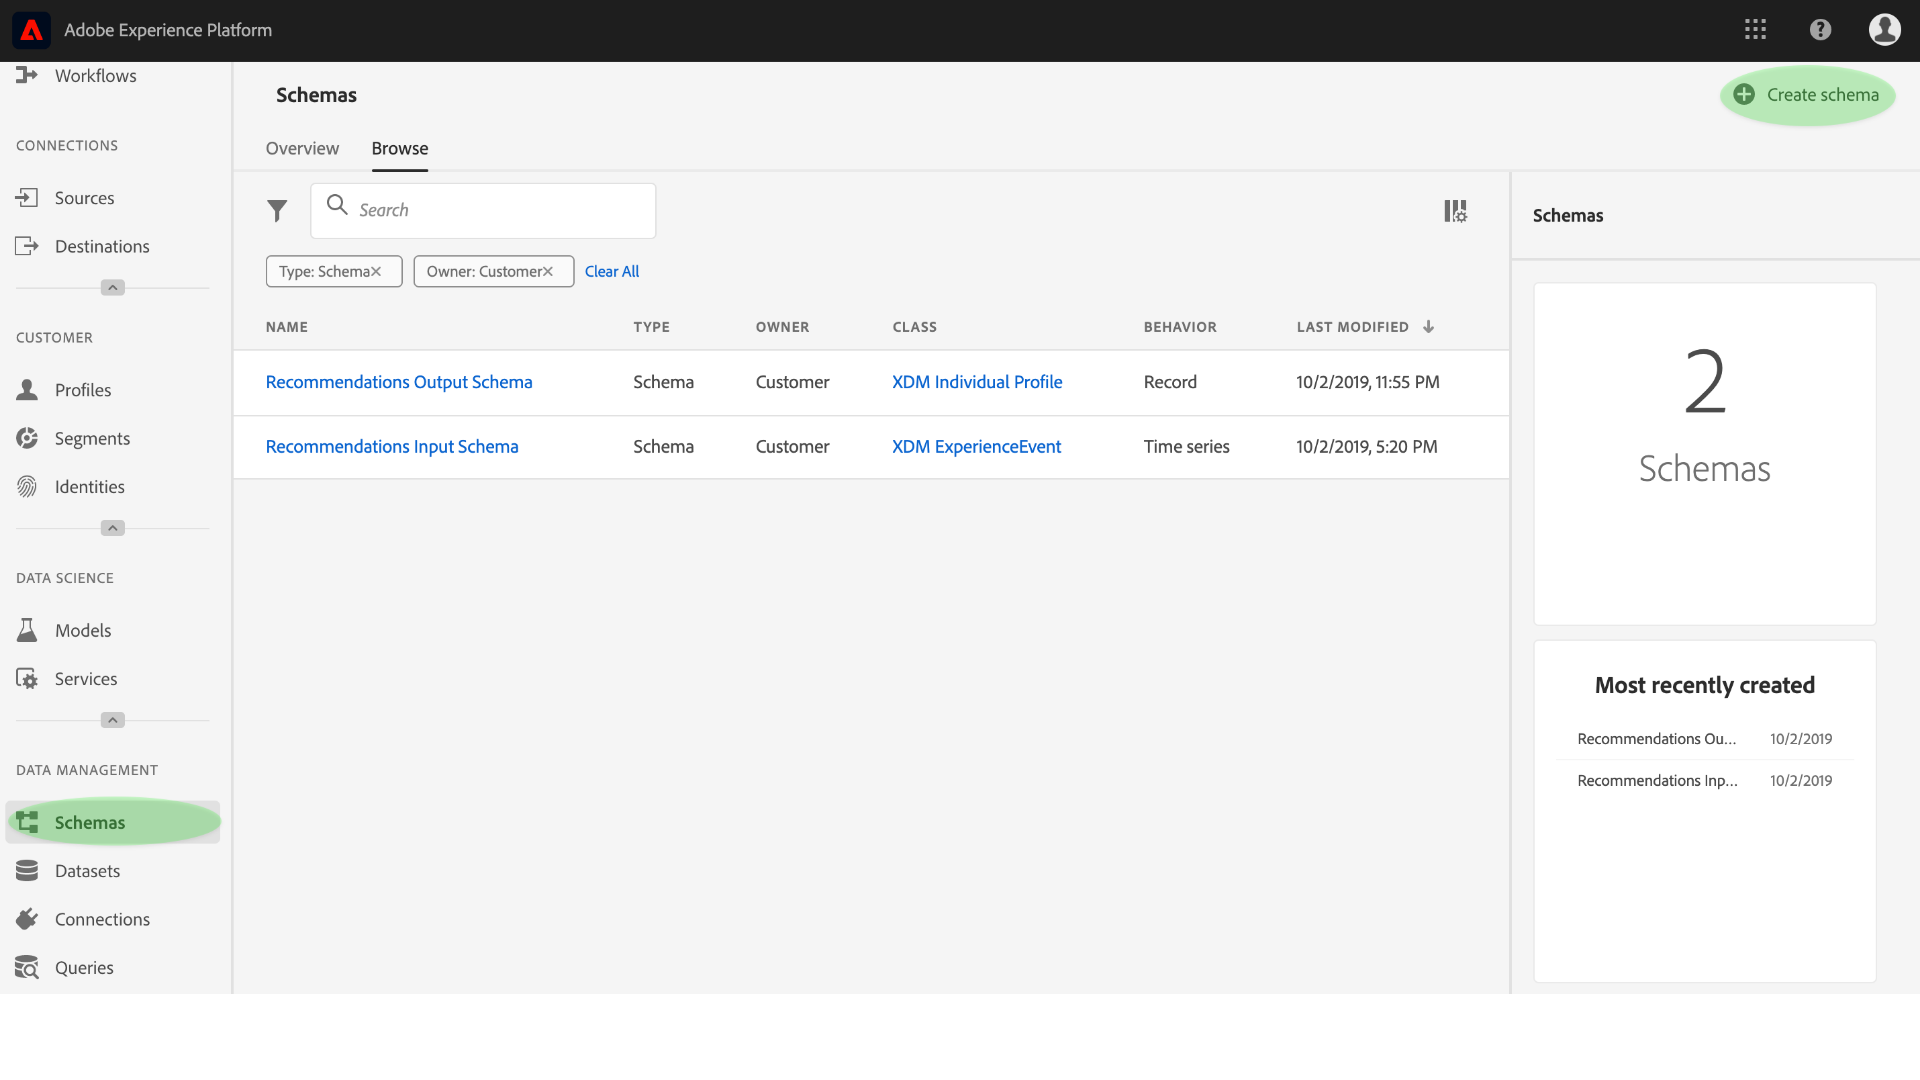 Adobe Experience Platform
Workflows
CONNECTIONS
Sources
Destinations
CUSTOMER
Profiles
Segments
Identities
DATA SCIENCE
Models
Services
DATA MANAGEMENT
Schemas
Datasets
Connections
Queries
Schemas
Create schema
Overview Browse
Search
Type: Schema× Owner: Customer× Clear All
NAME TYPE OWNER CLASS BEHAVIOR LAST MODIFIED ↓
Recommendations Output Schema Schema Customer XDM Individual Profile Record 10/2/2019, 11:55 PM
Recommendations Input Schema Schema Customer XDM ExperienceEvent Time series 10/2/2019, 5:20 PM
Schemas
2
Schemas
Most recently created
Recommendations Ou... 10/2/2019
Recommendations Inp... 10/2/2019